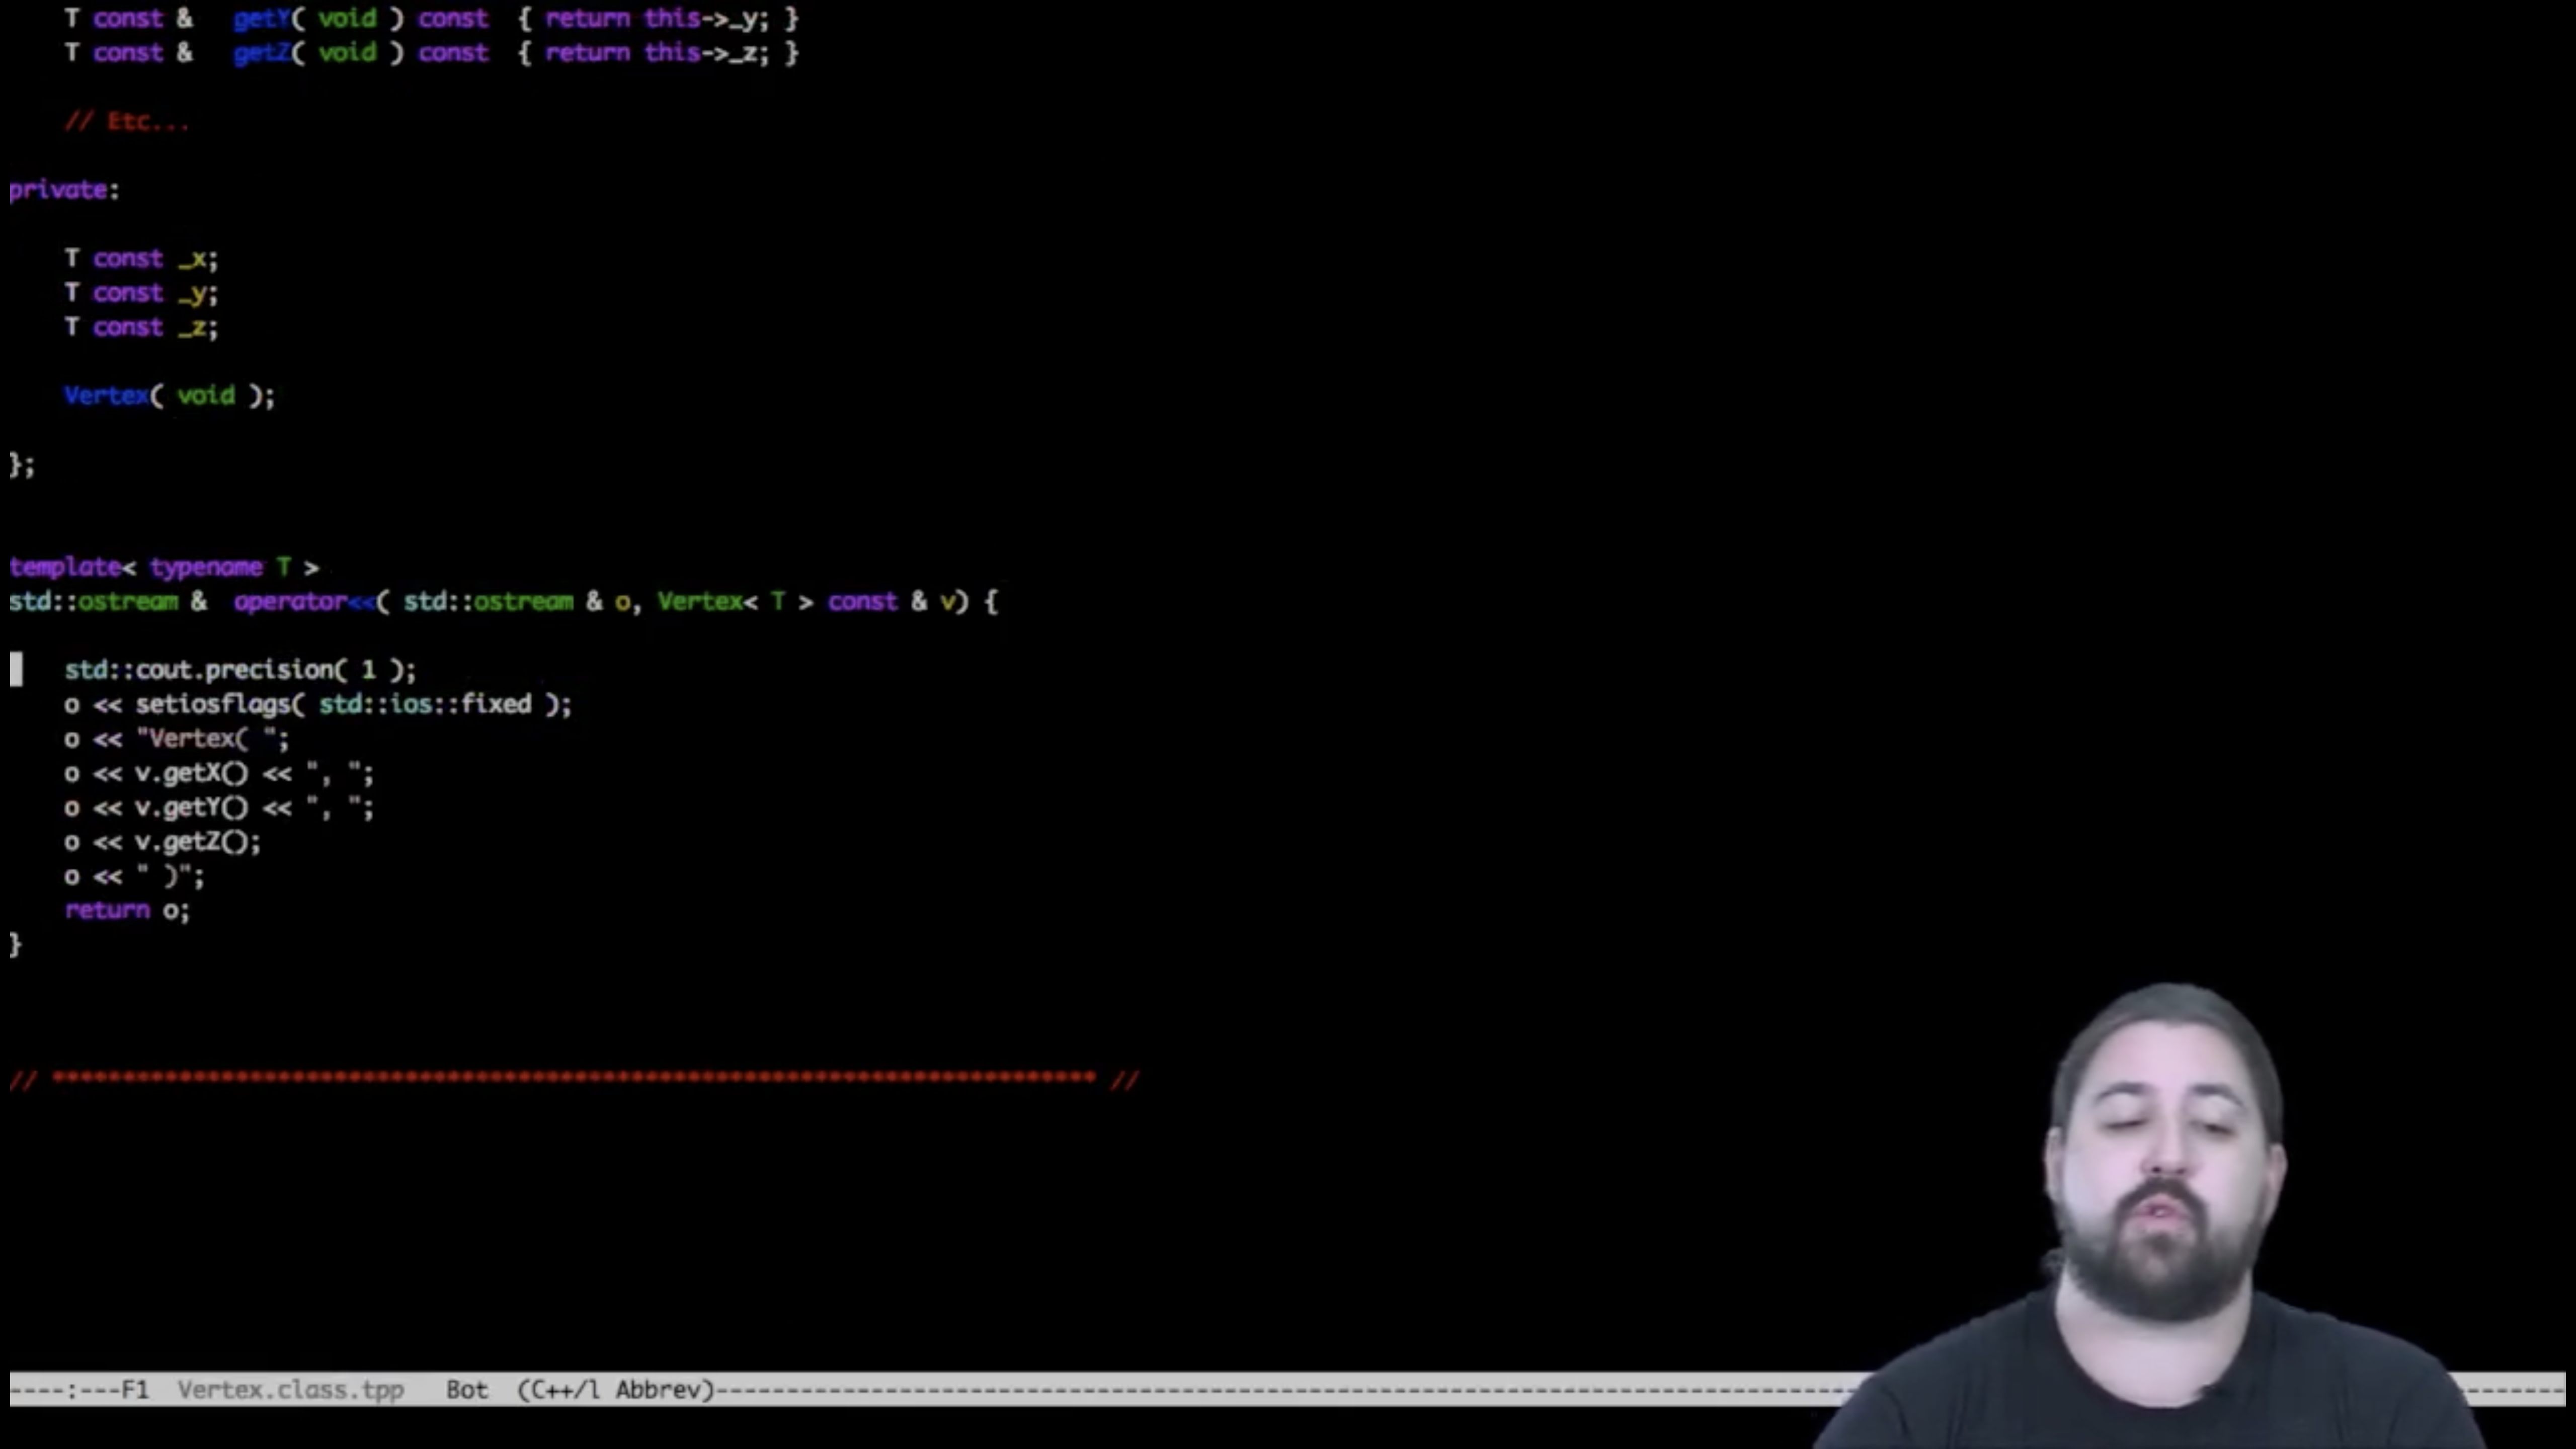 T const & getY( void ) const { return this->_y; }
T const & getZ( void ) const { return this->_z; }
// Etc...
private:
T const _x;
T const _y;
T const _z;
Vertex( void );
};
template< typename T >
std::ostream & operator<<( std::ostream & o, Vertex< T > const & v) {
std::cout.precision( 1 );
o << setiosflags( std::ios::fixed );
o << "Vertex( ";
o << v.getX() << ", ";
o << v.getY() << ", ";
o << v.getZ();
o << " )";
return o;
}
// ************************************************************************** //
----:---F1 Vertex.class.tpp Bot (C++/l Abbrev)----------------------------------------------------------------------------------------